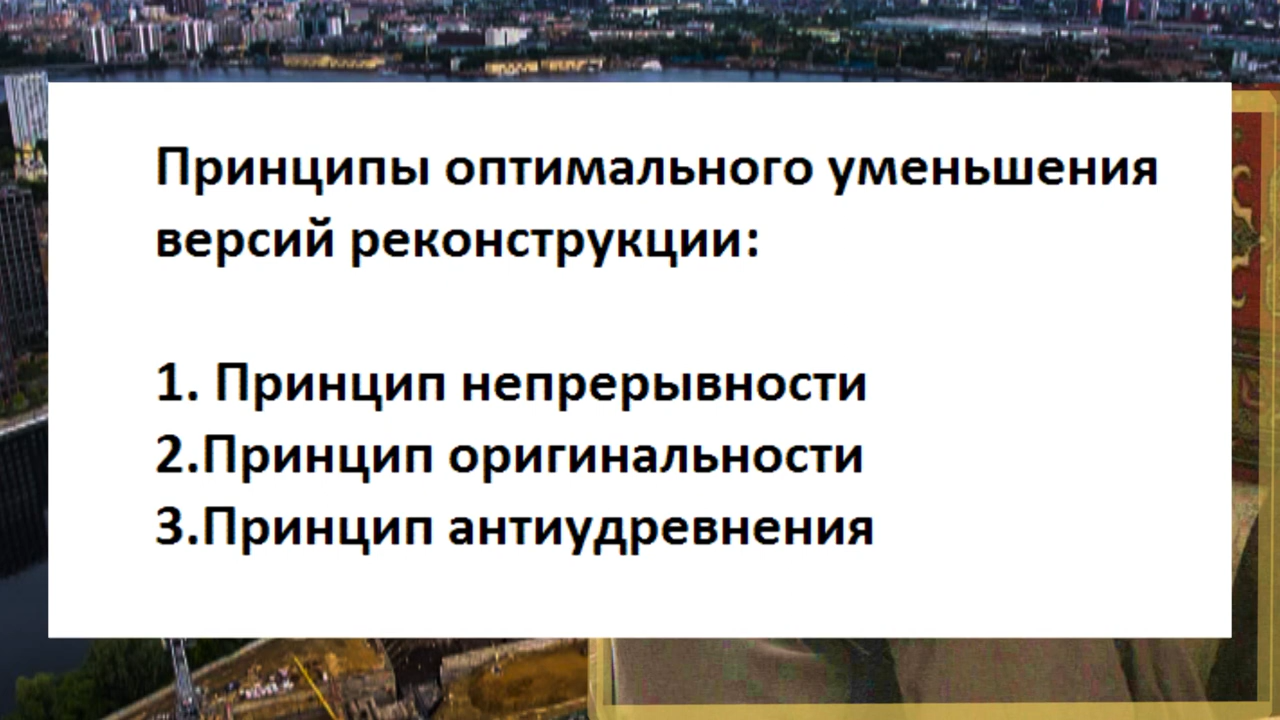 Принципы оптимального уменьшения
версий реконструкции:
1. Принцип непрерывности
2.Принцип оригинальности
3.Принцип антиудревнения